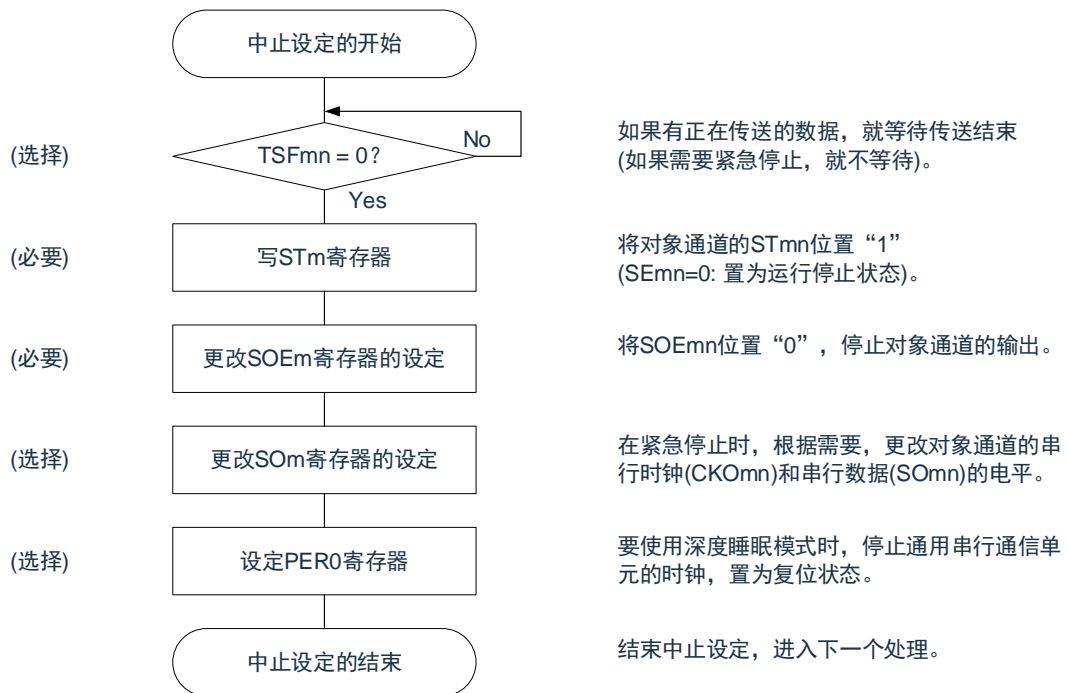 中止设定的开始
(选择)
TSFmn = 0?
No
Yes
如果有正在传送的数据，就等待传送结束
(如果需要紧急停止，就不等待)。
(必要)
写STm寄存器
将对象通道的STmn位置“1”
(SEmn=0: 置为运行停止状态)。
(必要)
更改SOEm寄存器的设定
将SOEmn位置“0”，停止对象通道的输出。
(选择)
更改SOm寄存器的设定
在紧急停止时，根据需要，更改对象通道的串
行时钟(CKOmn)和串行数据(SOmn)的电平。
(选择)
设定PER0寄存器
要使用深度睡眠模式时，停止通用串行通信单
元的时钟，置为复位状态。
中止设定的结束
结束中止设定，进入下一个处理。